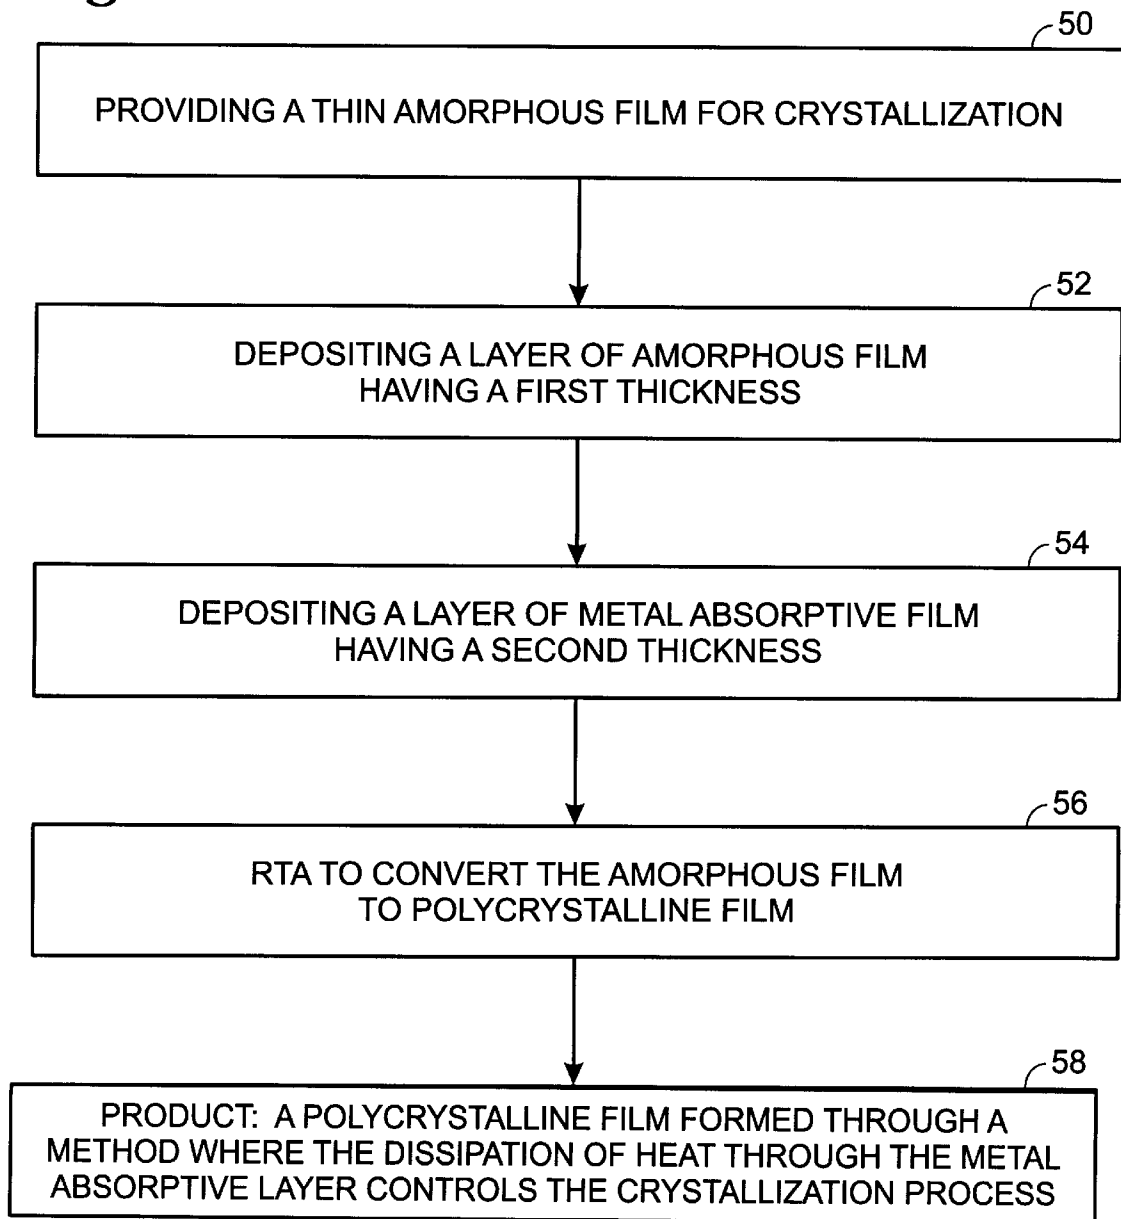 50
PROVIDING A THIN AMORPHOUS FILM FOR CRYSTALLIZATION
52
DEPOSITING A LAYER OF AMORPHOUS FILM
HAVING A FIRST THICKNESS
54
DEPOSITING A LAYER OF METAL ABSORPTIVE FILM
HAVING A SECOND THICKNESS
56
RTA TO CONVERT THE AMORPHOUS FILM
TO POLYCRYSTALLINE FILM
58
PRODUCT: A POLYCRYSTALLINE FILM FORMED THROUGH A
METHOD WHERE THE DISSIPATION OF HEAT THROUGH THE METAL
ABSORPTIVE LAYER CONTROLS THE CRYSTALLIZATION PROCESS